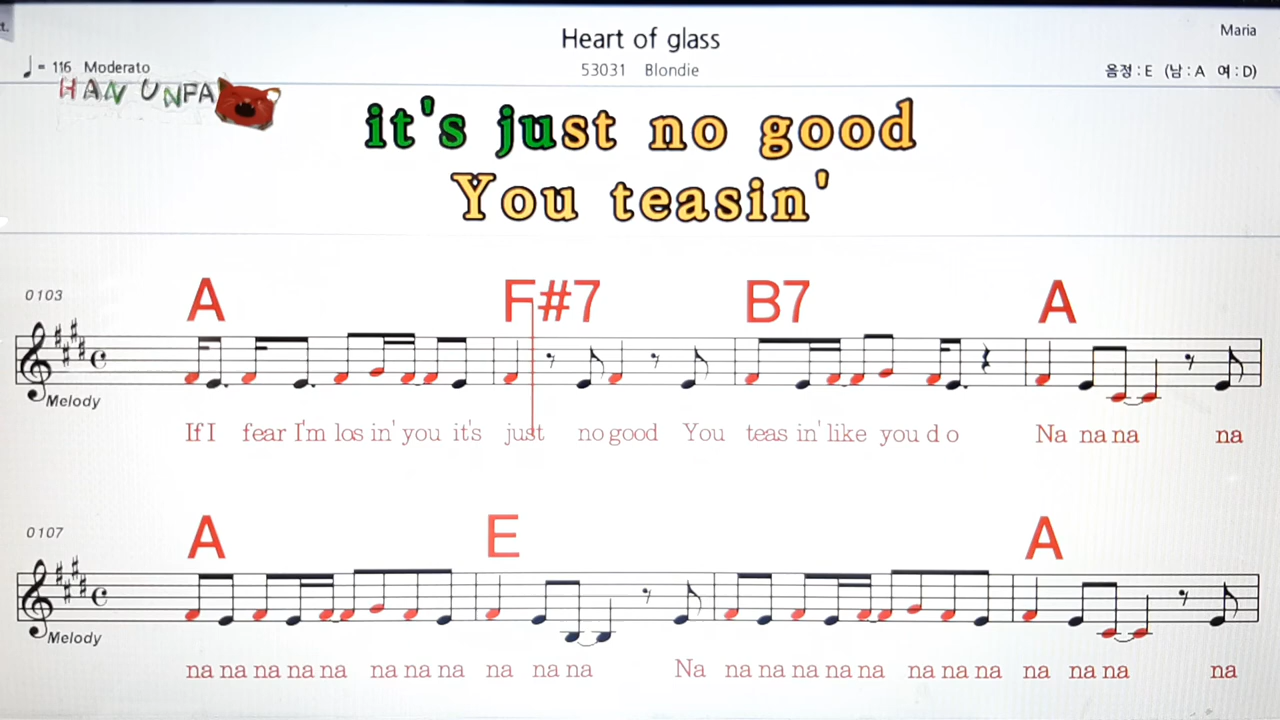 Heart of glass
Maria
♩= 116 Moderato
53031 Blondie
음정 : E (남 : A 여 : D)
HAN UNPA
it's just no good
You teasin'
0103
A F#7 B7 A
Melody
If I fear I'm los in' you it's just no good You teas in' like you d o Na na na na
0107
A E A
Melody
na na na na na na na na na na na Na na na na na na na na na na na na na